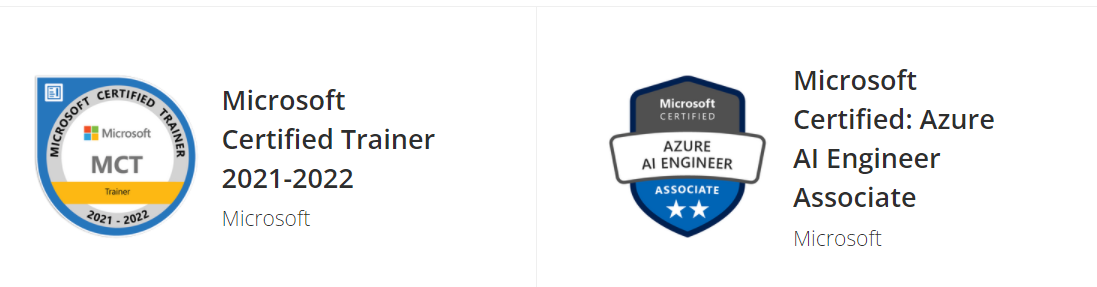 MICROSOFT CERTIFIED TRAINER
Microsoft
MCT
Trainer
2021 - 2022
Microsoft
Certified Trainer
2021-2022
Microsoft
Microsoft
CERTIFIED
AZURE
AI ENGINEER
ASSOCIATE
Microsoft
Certified: Azure
AI Engineer
Associate
Microsoft